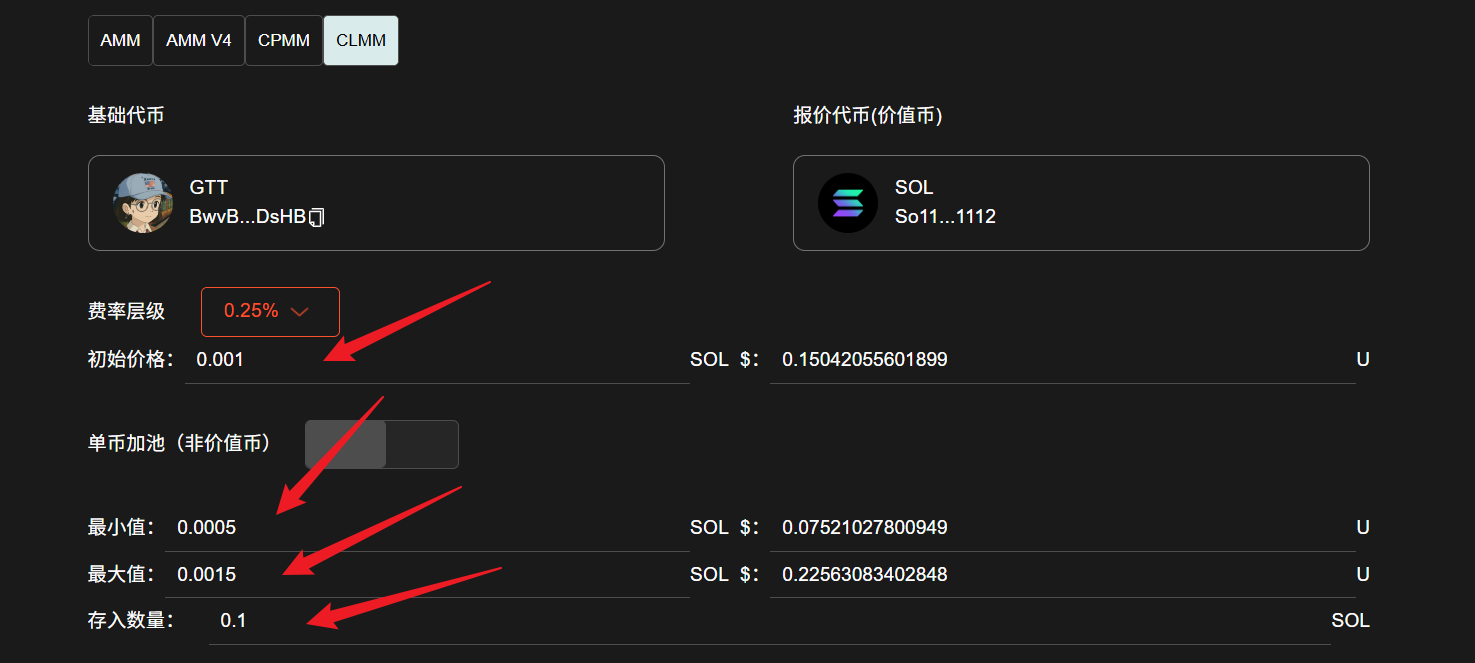 AMM AMM V4 CPMM CLMM
基础代币 报价代币(价值币)
GTT SOL
BwvB...DsHB So11...1112
费率层级 0.25%
初始价格： 0.001 SOL $： 0.15042055601899 U
单币加池（非价值币）
最小值： 0.0005 SOL $： 0.07521027800949 U
最大值： 0.0015 SOL $： 0.22563083402848 U
存入数量： 0.1 SOL